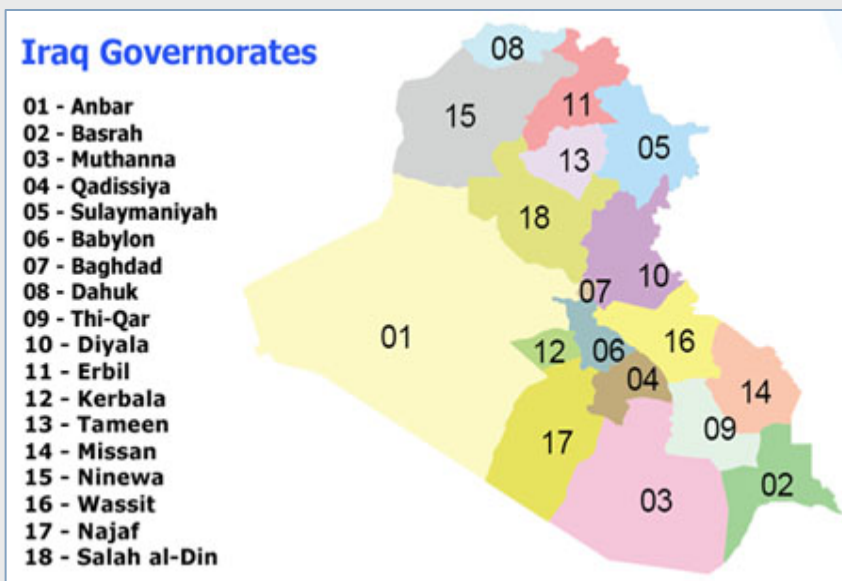 Iraq Governorates
01 - Anbar
02 - Basrah
03 - Muthanna
04 - Qadissiya
05 - Sulaymaniyah
06 - Babylon
07 - Baghdad
08 - Dahuk
09 - Thi-Qar
10 - Diyala
11 - Erbil
12 - Kerbala
13 - Tameen
14 - Missan
15 - Ninewa
16 - Wassit
17 - Najaf
18 - Salah al-Din
08
11
15
05
13
18
10
07
01
16
12
06
04
14
09
17
02
03